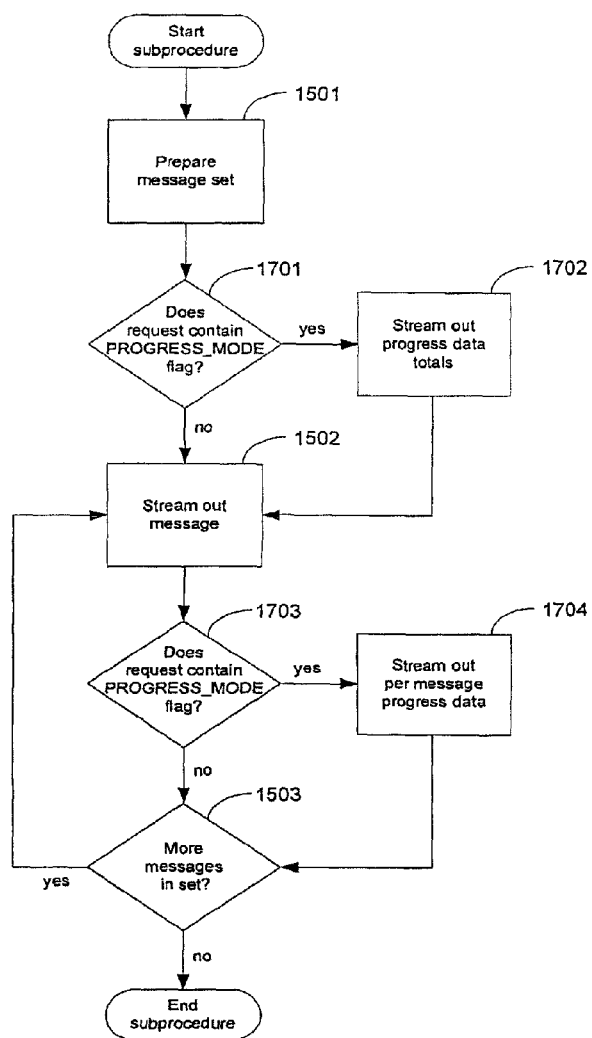 Start
subprocedure
1501
Prepare
message set
1701
Does
request contain
PROGRESS_MODE
flag?
yes
1702
Stream out
progress data
totals
no
1502
Stream out
message
1703
Does
request contain
PROGRESS_MODE
flag?
yes
1704
Stream out
per message
progress data
no
1503
More
messages
in set?
yes
no
End
subprocedure